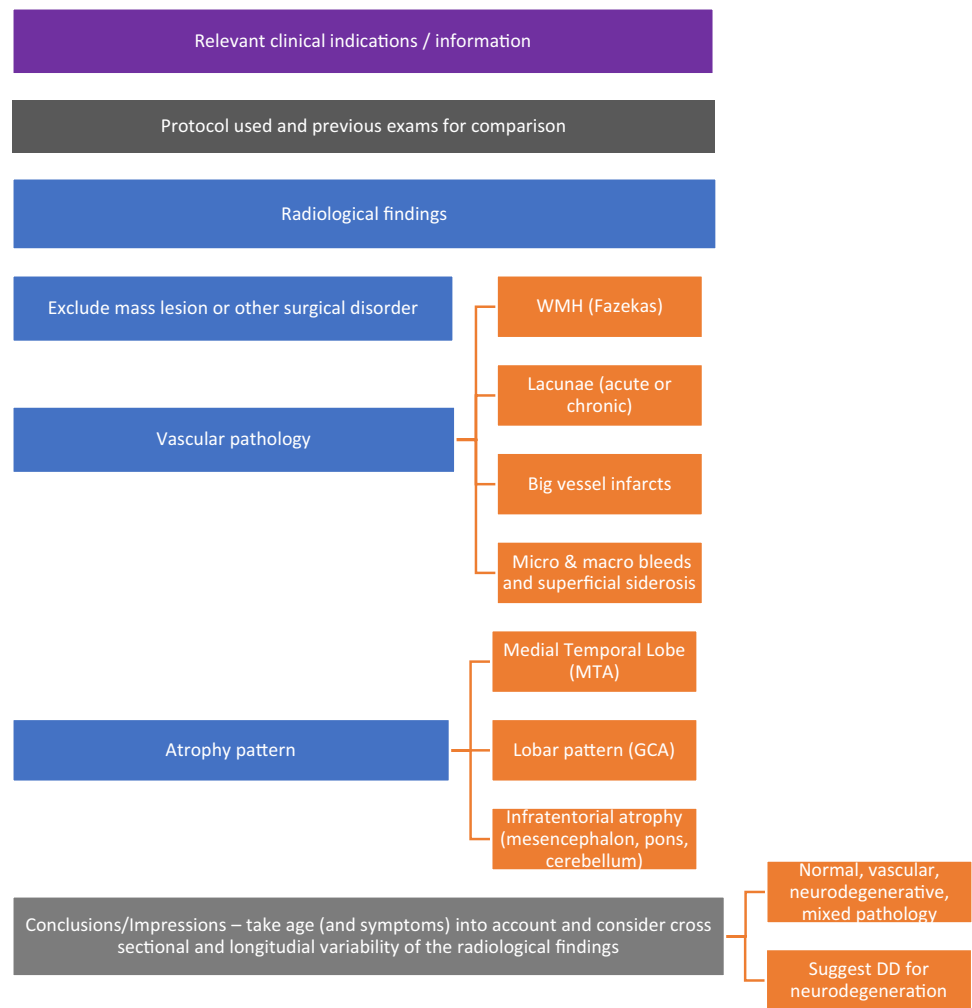 Relevant clinical indications / information
Protocol used and previous exams for comparison
Radiological findings
Exclude mass lesion or other surgical disorder
WMH (Fazekas)
Lacunae (acute or
chronic)
Vascular pathology
Big vessel infarcts
Micro & macro bleeds
and superficial siderosis
Medial Temporal Lobe
(MTA)
Atrophy pattern
Lobar pattern (GCA)
Infratentorial atrophy
(mesencephalon, pons,
cerebellum)
Conclusions/Impressions – take age (and symptoms) into account and consider cross
sectional and longitudial variability of the radiological findings
Normal, vascular,
neurodegenerative,
mixed pathology
Suggest DD for
neurodegeneration